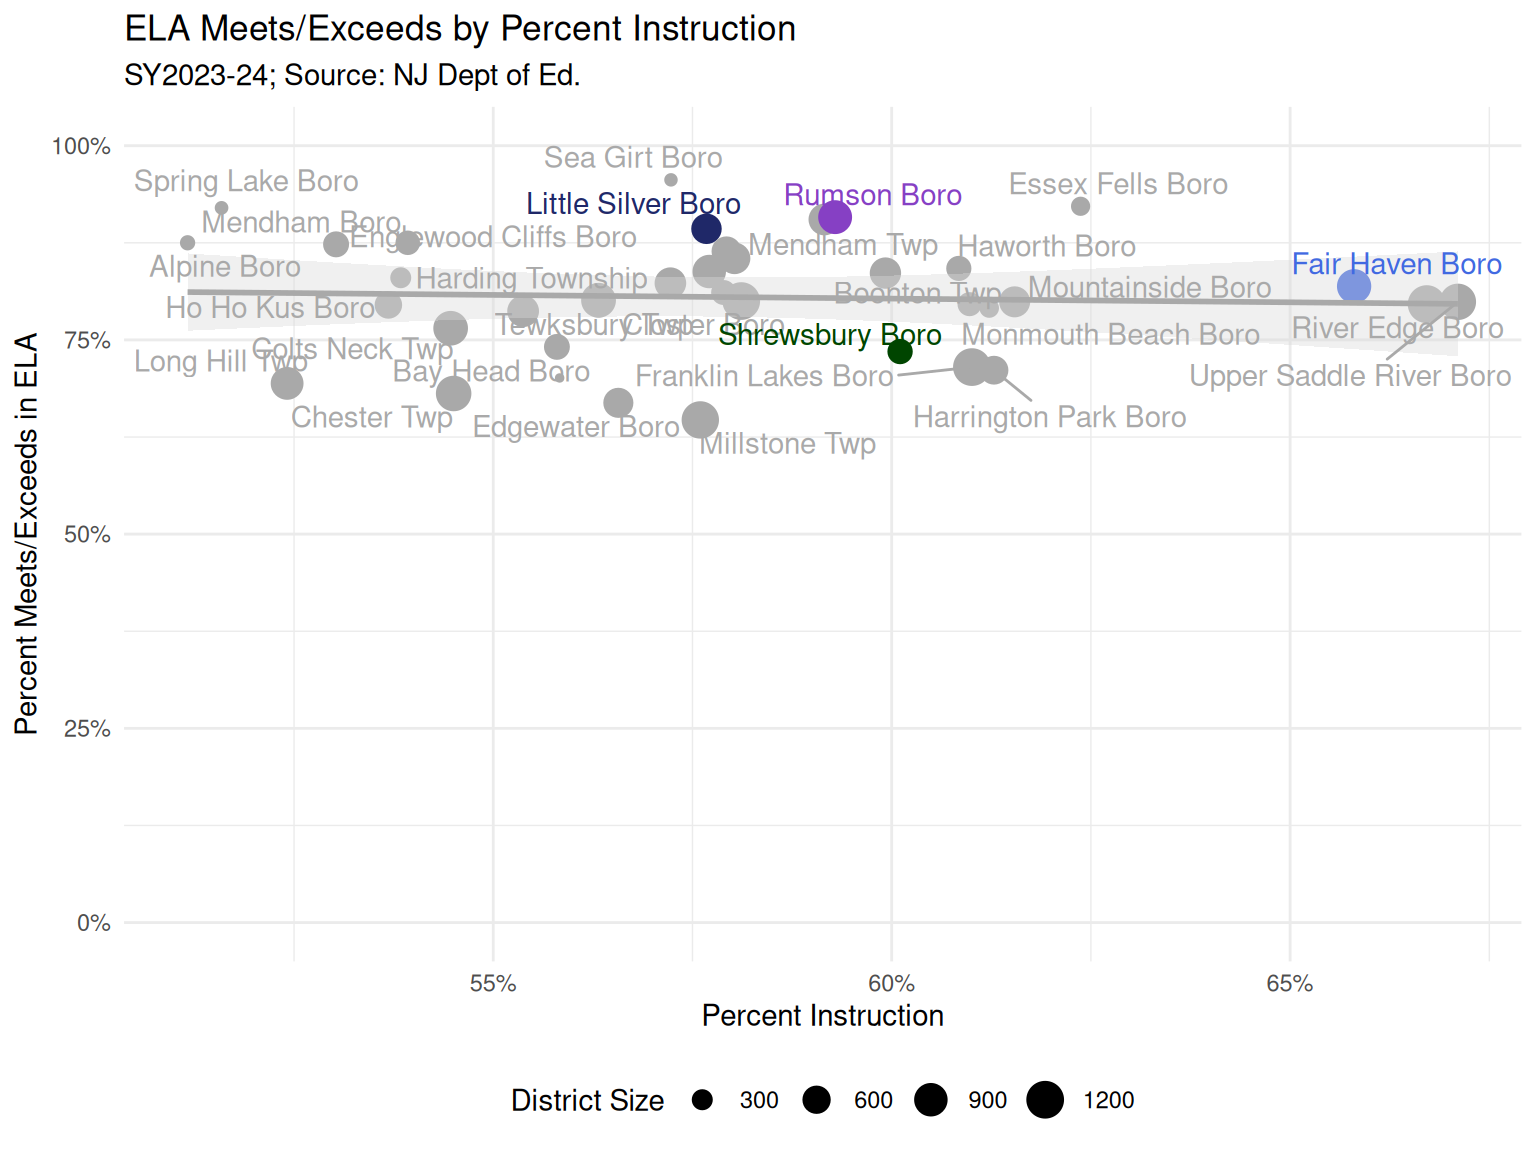 ELA Meets/Exceeds by Percent Instruction
SY2023-24; Source: NJ Dept of Ed.
Percent Meets/Exceeds in ELA
100%
75%
50%
25%
0%
Sea Girt Boro
Spring Lake Boro
Essex Fells Boro
Rumson Boro
Little Silver Boro
Mendham Boro
Englewood Cliffs Boro
Mendham Twp
Haworth Boro
Fair Haven Boro
Alpine Boro
Harding Township
Mountainside Boro
Boonton Twp
Ho Ho Kus Boro
Tewksbury Twp
Closter Boro
River Edge Boro
Shrewsbury Boro
Monmouth Beach Boro
Colts Neck Twp
Long Hill Twp
Bay Head Boro
Franklin Lakes Boro
Upper Saddle River Boro
Chester Twp
Harrington Park Boro
Edgewater Boro
Millstone Twp
55%
60%
65%
Percent Instruction
District Size
300
600
900
1200